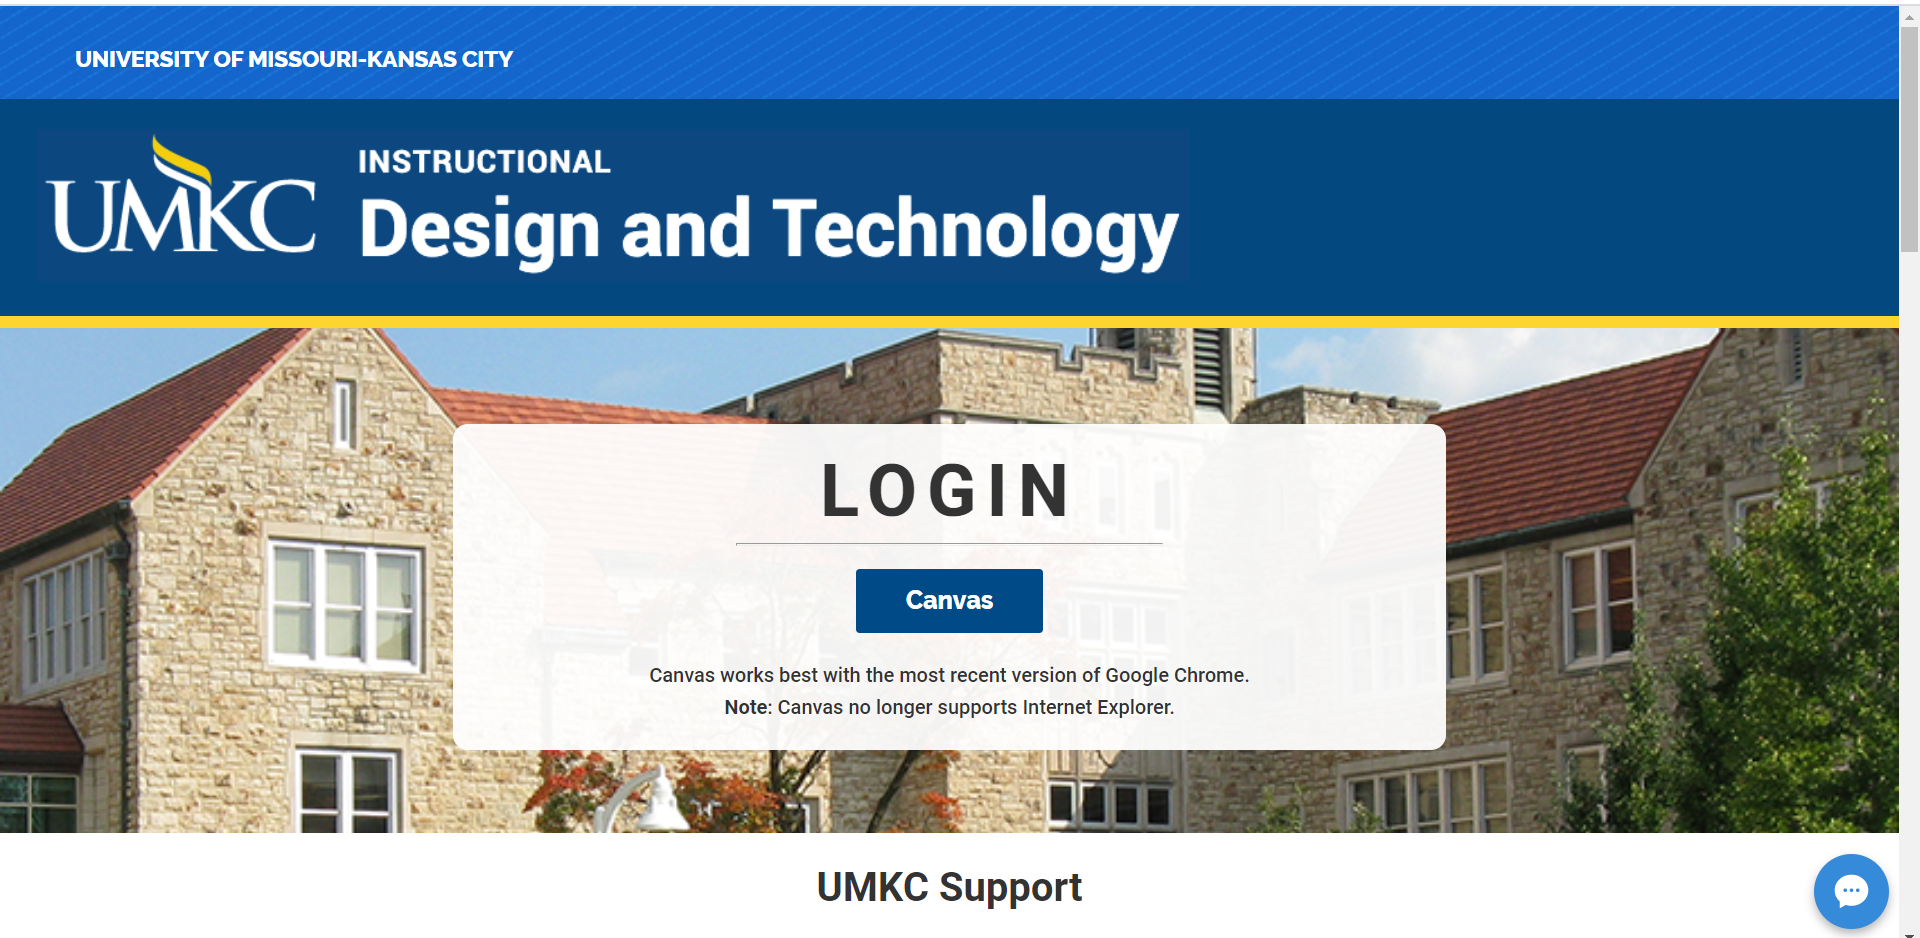 UNIVERSITY OF MISSOURI-KANSAS CITY
UMKC
INSTRUCTIONAL
Design and Technology
LOGIN
Canvas
Canvas works best with the most recent version of Google Chrome.
Note: Canvas no longer supports Internet Explorer.
UMKC Support